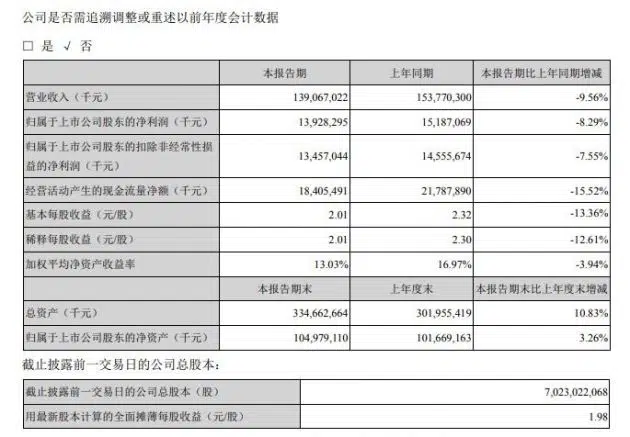 公司是否需追溯调整或重述以前年度会计数据
□ 是 √ 否
本报告期 上年同期 本报告期比上年同期增减
营业收入（千元） 139,067,022 153,770,300 -9.56%
归属于上市公司股东的净利润（千元） 13,928,295 15,187,069 -8.29%
归属于上市公司股东的扣除非经常性损
益的净利润（千元） 13,457,044 14,555,674 -7.55%
经营活动产生的现金流量净额（千元） 18,405,491 21,787,890 -15.52%
基本每股收益（元/股） 2.01 2.32 -13.36%
稀释每股收益（元/股） 2.01 2.30 -12.61%
加权平均净资产收益率 13.03% 16.97% -3.94%
本报告期末 上年度末 本报告期末比上年度末增减
总资产（千元） 334,662,664 301,955,419 10.83%
归属于上市公司股东的净资产（千元） 104,979,110 101,669,163 3.26%
截止披露前一交易日的公司总股本：
截止披露前一交易日的公司总股本（股） 7,023,022,068
用最新股本计算的全面摊薄每股收益（元/股） 1.98